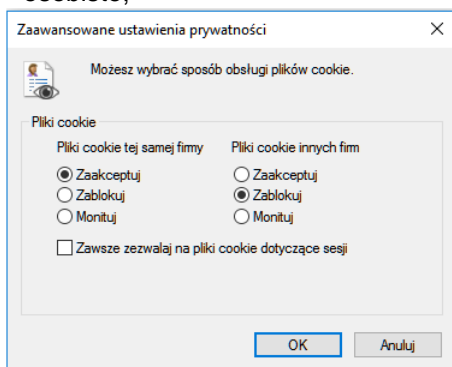 Zaawansowane ustawienia prywatności
Możesz wybrać sposób obsługi plików cookie.
Pliki cookie
Pliki cookie tej samej firmy Pliki cookie innych firm
Zaakceptuj Zaakceptuj
Zablokuj Zablokuj
Monituj Monituj
Zawsze zezwalaj na pliki cookie dotyczące sesji
OK Anuluj